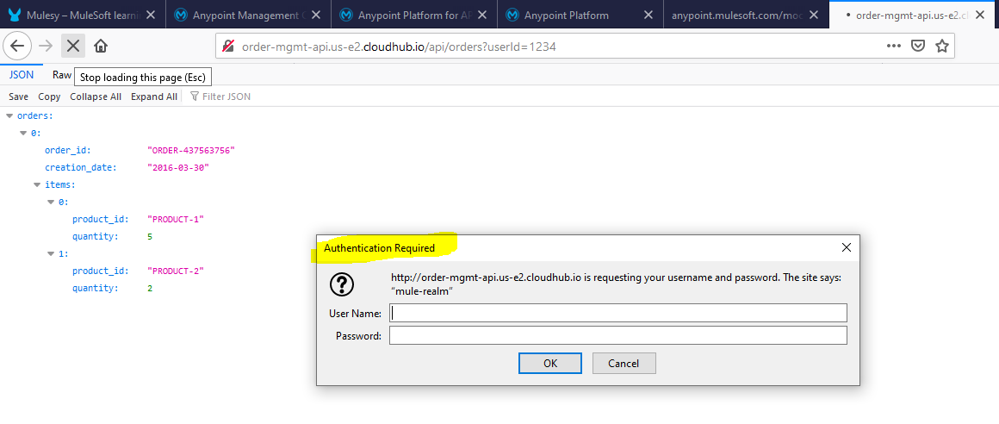 Mulesy – MuleSoft learni
Anypoint Management C
Anypoint Platform for AP
Anypoint Platform
anypoint.mulesoft.com/moc
order-mgmt-api.us-e2.cl
order-mgmt-api.us-e2.cloudhub.io/api/orders?userId=1234
JSON
Raw
Stop loading this page (Esc)
Save Copy Collapse All Expand All Filter JSON
orders:
0:
order_id: "ORDER-437563756"
creation_date: "2016-03-30"
items:
0:
product_id: "PRODUCT-1"
quantity: 5
1:
product_id: "PRODUCT-2"
quantity: 2
Authentication Required
http://order-mgmt-api.us-e2.cloudhub.io is requesting your username and password. The site says:
“mule-realm”
User Name:
Password:
OK Cancel